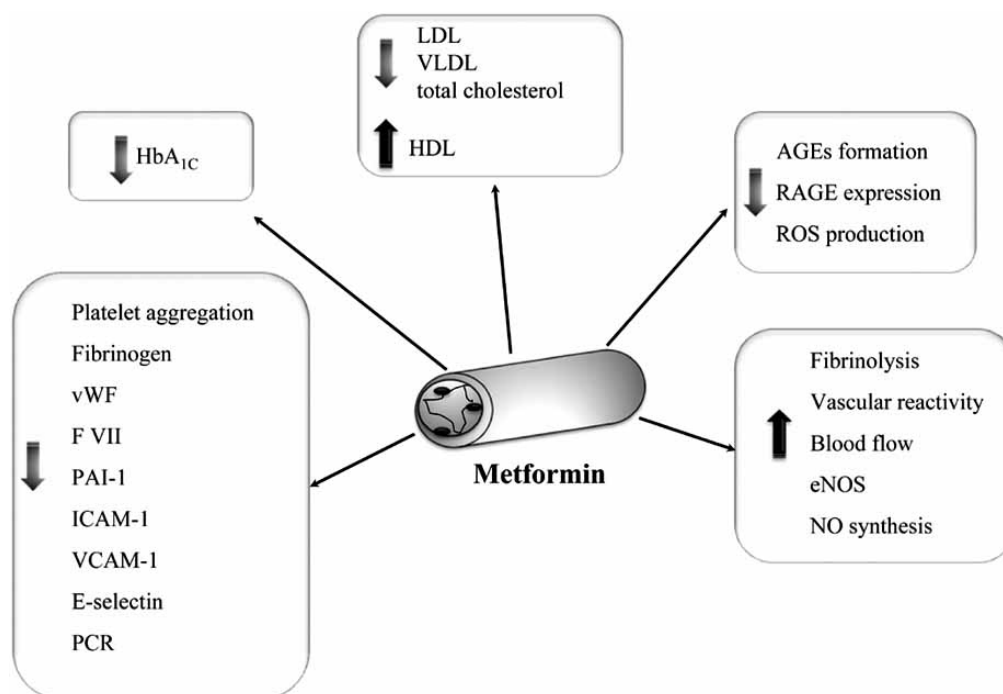 LDL
VLDL
total cholesterol
HDL
HbA1C
AGEs formation
RAGE expression
ROS production
Platelet aggregation
Fibrinogen
vWF
F VII
PAI-1
ICAM-1
VCAM-1
E-selectin
PCR
Metformin
Fibrinolysis
Vascular reactivity
Blood flow
eNOS
NO synthesis